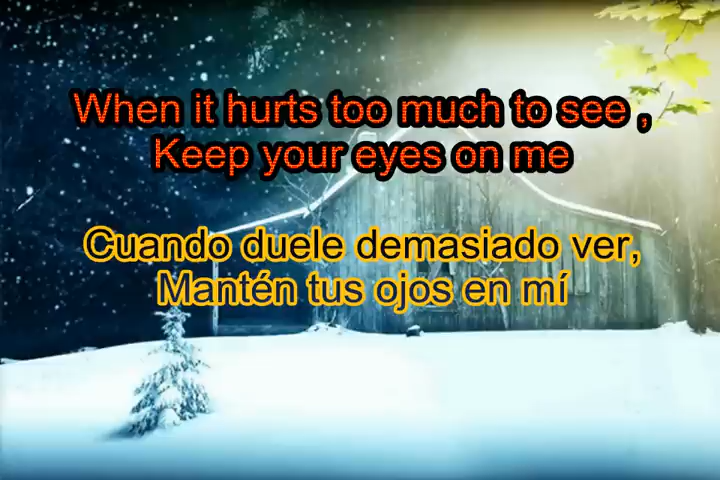 When it hurts too much to see ,
Keep your eyes on me
Cuando duele demasiado ver,
Mantén tus ojos en mí